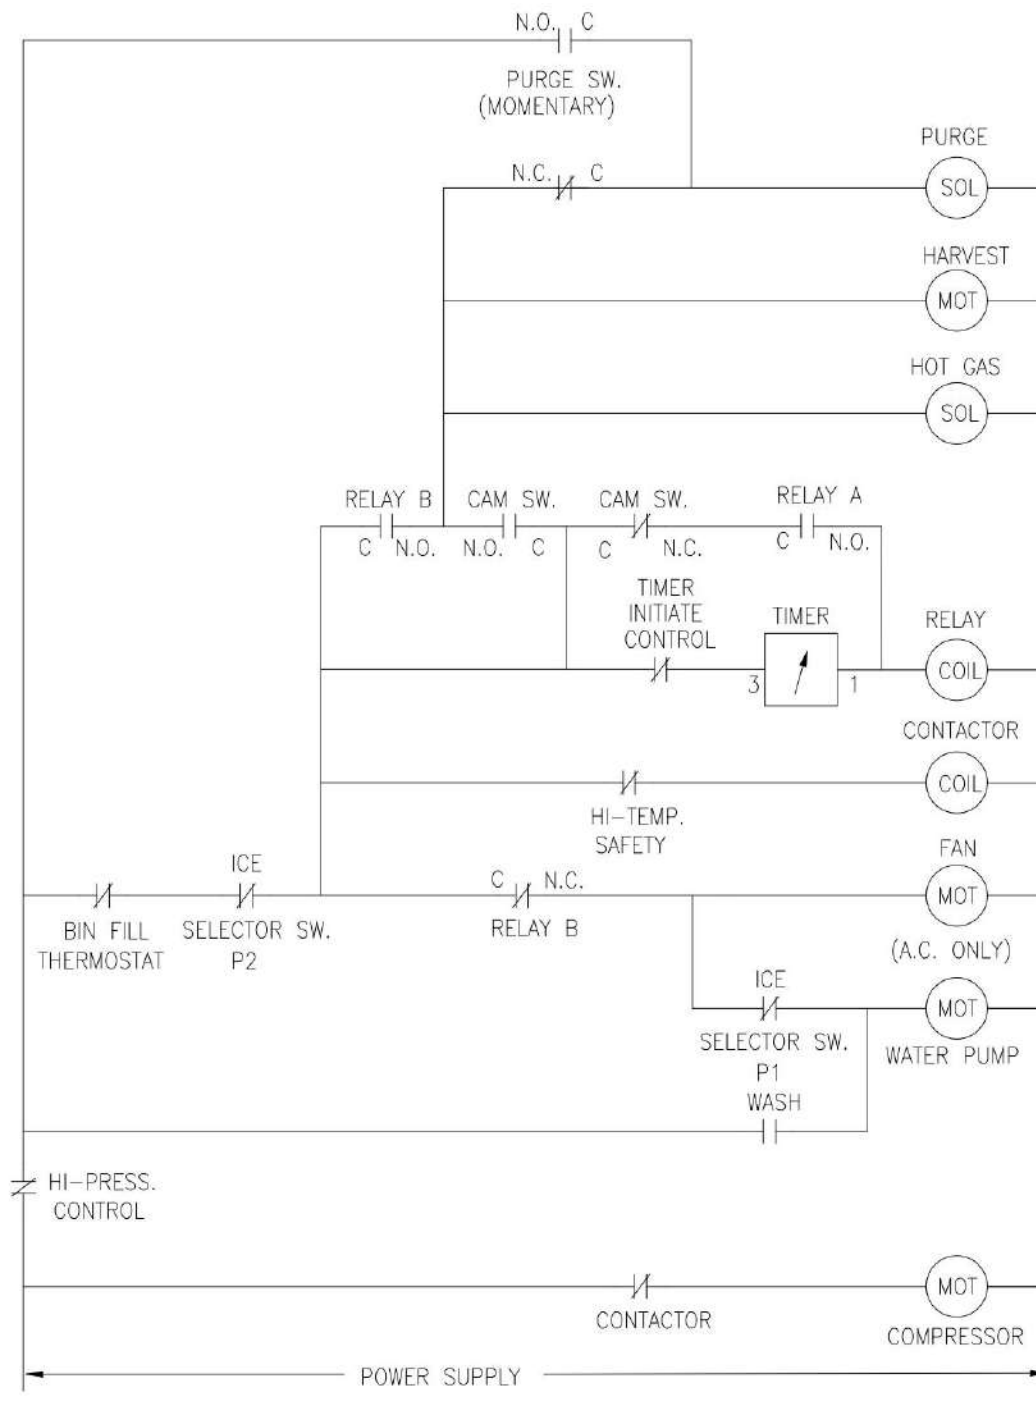 N.O. C
PURGE SW.
(MOMENTARY)
PURGE
N.C. C
SOL
HARVEST
MOT
HOT GAS
SOL
RELAY B
CAM SW.
CAM SW.
RELAY A
C N.O.
N.O. C
C N.C.
C N.O.
TIMER
INITIATE
CONTROL
TIMER
RELAY
3
1
COIL
CONTACTOR
COIL
HI-TEMP.
SAFETY
ICE
C N.C.
FAN
MOT
BIN FILL
THERMOSTAT
SELECTOR SW.
P2
RELAY B
(A.C. ONLY)
ICE
MOT
SELECTOR SW.
P1
WATER PUMP
WASH
HI-PRESS.
CONTROL
MOT
CONTACTOR
COMPRESSOR
POWER SUPPLY